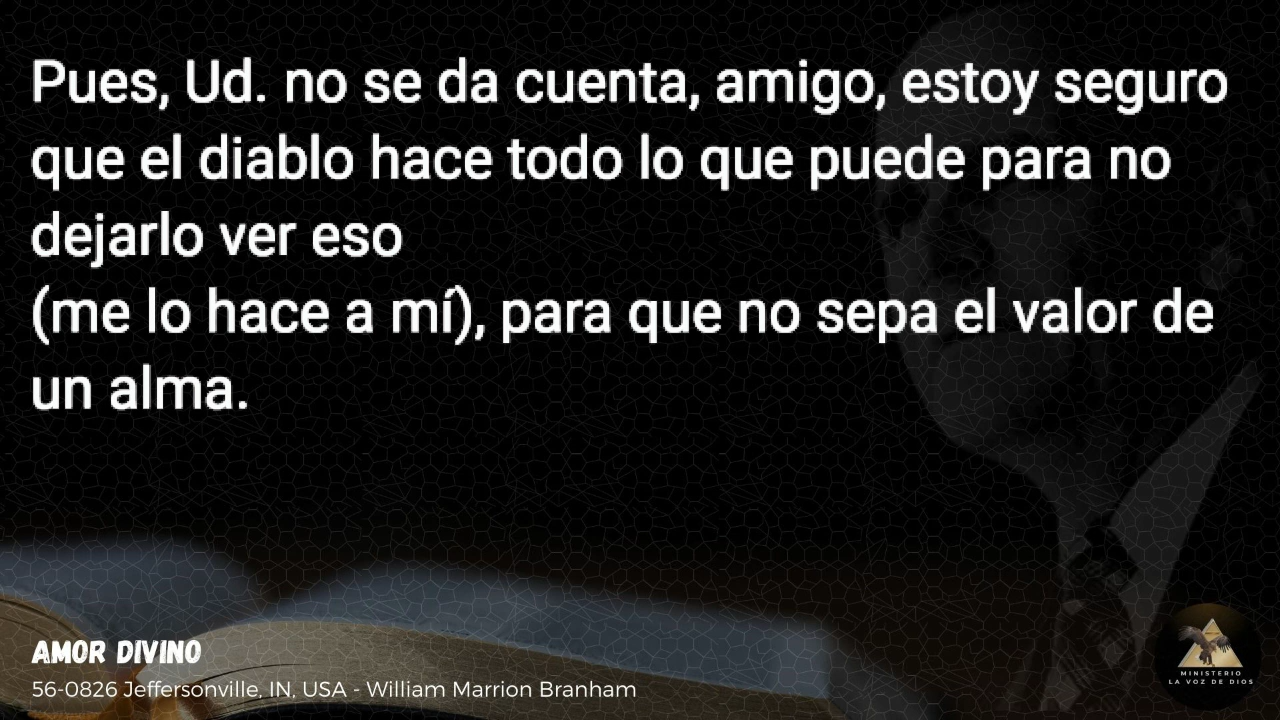 Pues, Ud. no se da cuenta, amigo, estoy seguro
que el diablo hace todo lo que puede para no
dejarlo ver eso
(me lo hace a mí), para que no sepa el valor de
un alma.
AMOR DIVINO
56-0826 Jeffersonville, IN, USA - William Marrion Branham
MINISTERIO
LA VOZ DE DIOS